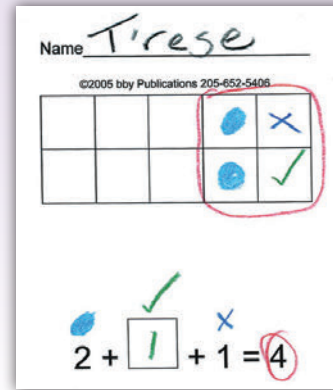 Name T'rese
©2005 bby Publications 205-652-5406
2 + 1 + 1 = 4